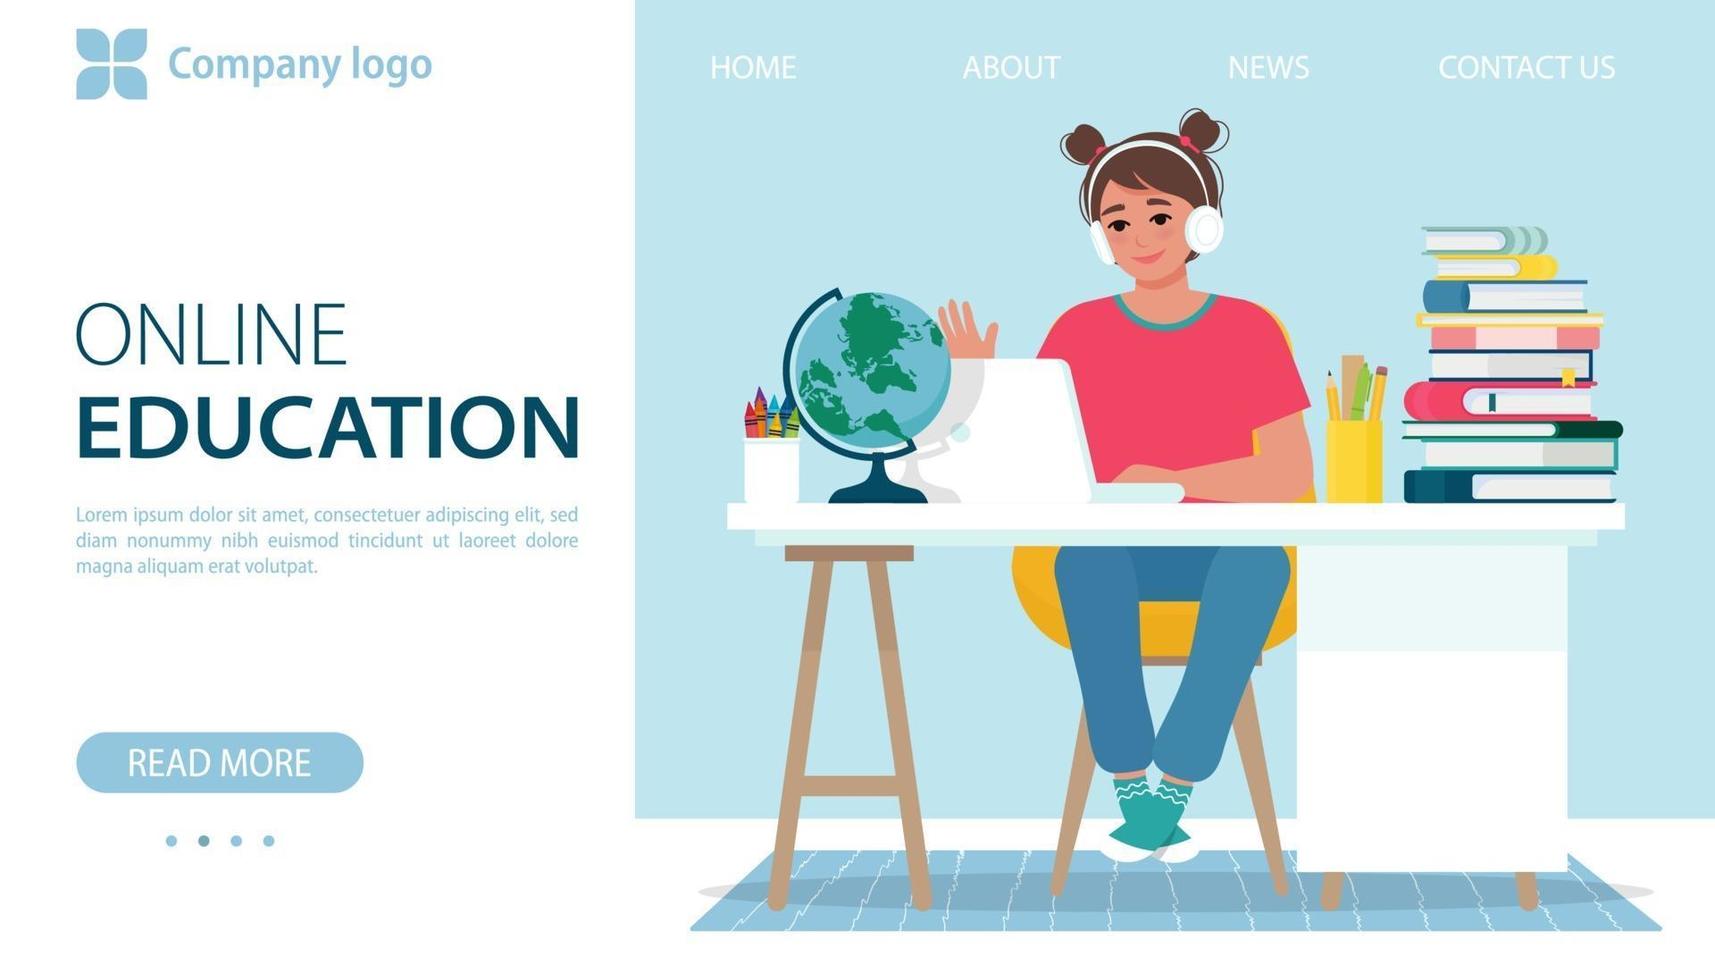 Company logo
HOME ABOUT NEWS CONTACT US
ONLINE
EDUCATION
Lorem ipsum dolor sit amet, consectetuer adipiscing elit, sed
diam nonummy nibh euismod tincidunt ut laoreet dolore
magna aliquam erat volutpat.
READ MORE